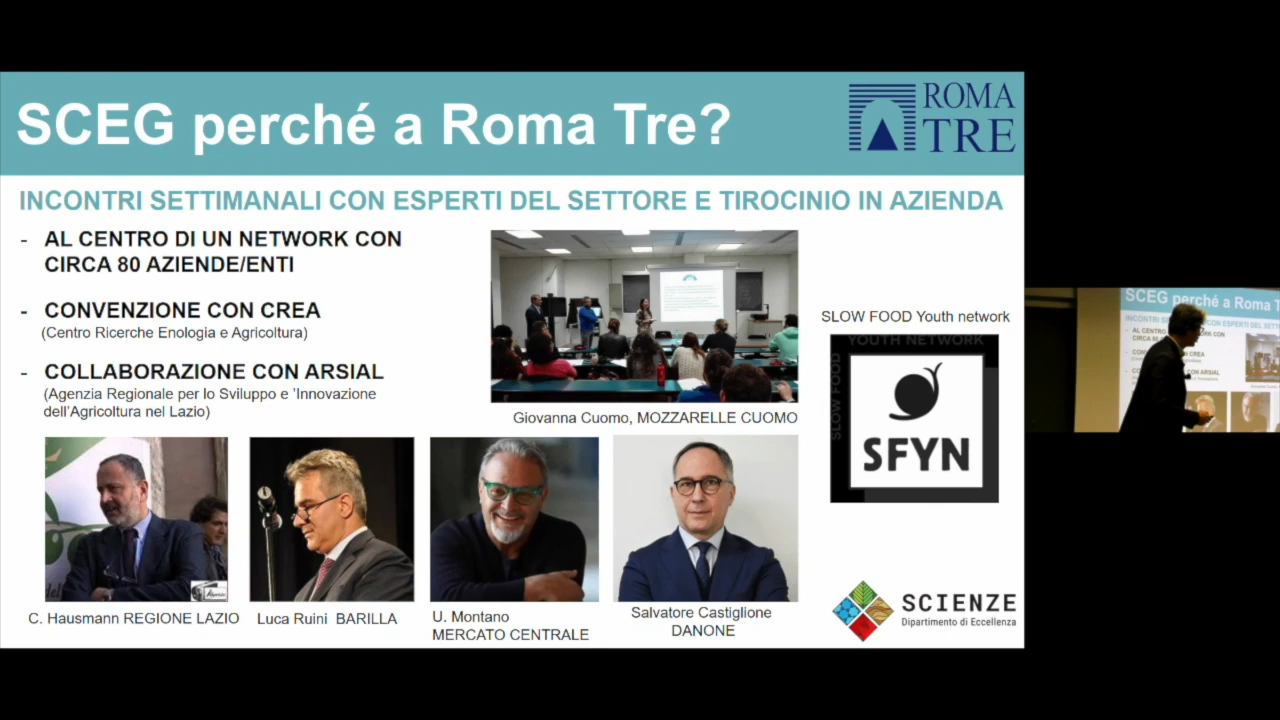 SCEG perché a Roma Tre?
ROMA
TRE
INCONTRI SETTIMANALI CON ESPERTI DEL SETTORE E TIROCINIO IN AZIENDA
- AL CENTRO DI UN NETWORK CON
CIRCA 80 AZIENDE/ENTI
- CONVENZIONE CON CREA
(Centro Ricerche Enologia e Agricoltura)
- COLLABORAZIONE CON ARSIAL
(Agenzia Regionale per lo Sviluppo e 'Innovazione
dell'Agricoltura nel Lazio)
Giovanna Cuomo, MOZZARELLE CUOMO
SLOW FOOD Youth network
YOUTH NETWORK
SLOW FOOD
SFYN
C. Hausmann REGIONE LAZIO
Luca Ruini BARILLA
U. Montano
MERCATO CENTRALE
Salvatore Castiglione
DANONE
SCIENZE
Dipartimento di Eccellenza
SCEG perché a Roma T